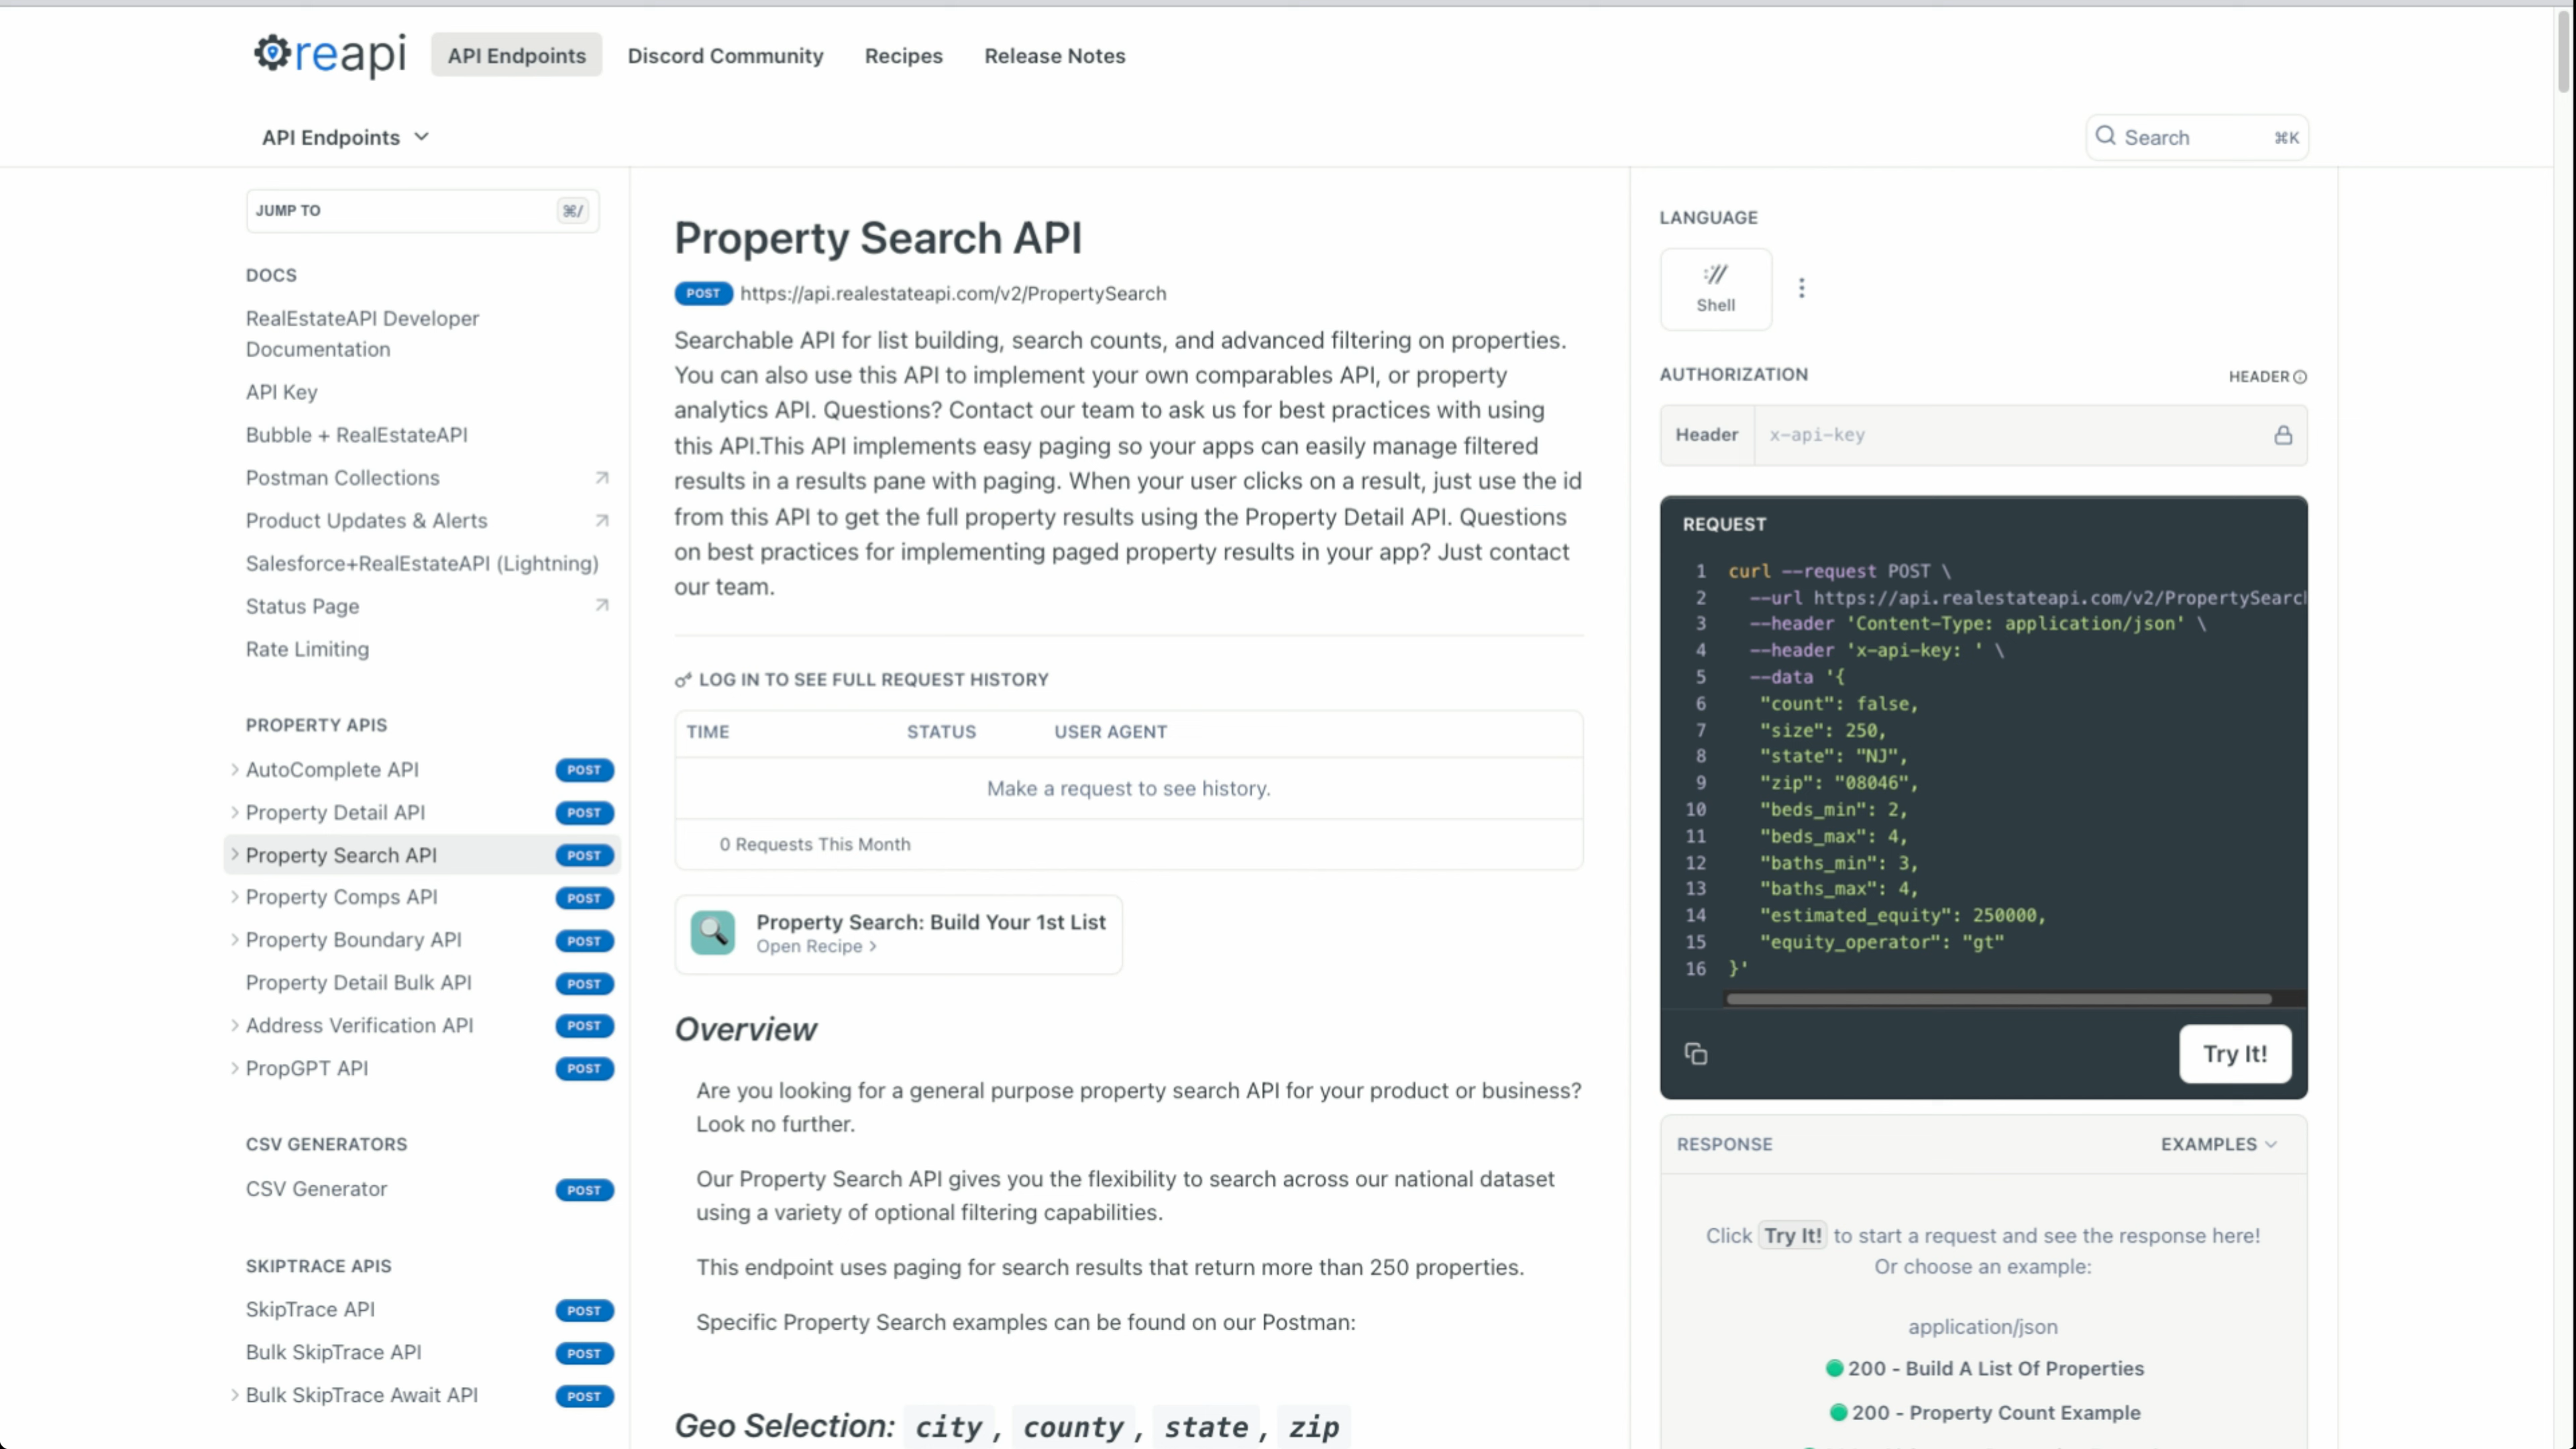 reapi
API Endpoints
Discord Community
Recipes
Release Notes
API Endpoints
Search ⌘K
JUMP TO ⌘/
DOCS
RealEstateAPI Developer
Documentation
API Key
Bubble + RealEstateAPI
Postman Collections
Product Updates & Alerts
Salesforce+RealEstateAPI (Lightning)
Status Page
Rate Limiting
PROPERTY APIS
AutoComplete API POST
Property Detail API POST
Property Search API POST
Property Comps API POST
Property Boundary API POST
Property Detail Bulk API POST
Address Verification API POST
PropGPT API POST
CSV GENERATORS
CSV Generator POST
SKIPTRACE APIS
SkipTrace API POST
Bulk SkipTrace API POST
Bulk SkipTrace Await API POST
Property Search API
POST https://api.realestateapi.com/v2/PropertySearch
Searchable API for list building, search counts, and advanced filtering on properties.
You can also use this API to implement your own comparables API, or property
analytics API. Questions? Contact our team to ask us for best practices with using
this API.This API implements easy paging so your apps can easily manage filtered
results in a results pane with paging. When your user clicks on a result, just use the id
from this API to get the full property results using the Property Detail API. Questions
on best practices for implementing paged property results in your app? Just contact
our team.
LOG IN TO SEE FULL REQUEST HISTORY
TIME STATUS USER AGENT
Make a request to see history.
0 Requests This Month
Property Search: Build Your 1st List
Open Recipe >
Overview
Are you looking for a general purpose property search API for your product or business?
Look no further.
Our Property Search API gives you the flexibility to search across our national dataset
using a variety of optional filtering capabilities.
This endpoint uses paging for search results that return more than 250 properties.
Specific Property Search examples can be found on our Postman:
Geo Selection: city, county, state, zip
LANGUAGE
Shell
AUTHORIZATION HEADER
Header x-api-key
REQUEST
1 curl --request POST \
2 --url https://api.realestateapi.com/v2/PropertySearch
3 --header 'Content-Type: application/json' \
4 --header 'x-api-key: ' \
5 --data '{
6 "count": false,
7 "size": 250,
8 "state": "NJ",
9 "zip": "08046",
10 "beds_min": 2,
11 "beds_max": 4,
12 "baths_min": 3,
13 "baths_max": 4,
14 "estimated_equity": 250000,
15 "equity_operator": "gt"
16 }'
Try It!
RESPONSE EXAMPLES
Click Try It! to start a request and see the response here!
Or choose an example:
application/json
200 - Build A List Of Properties
200 - Property Count Example